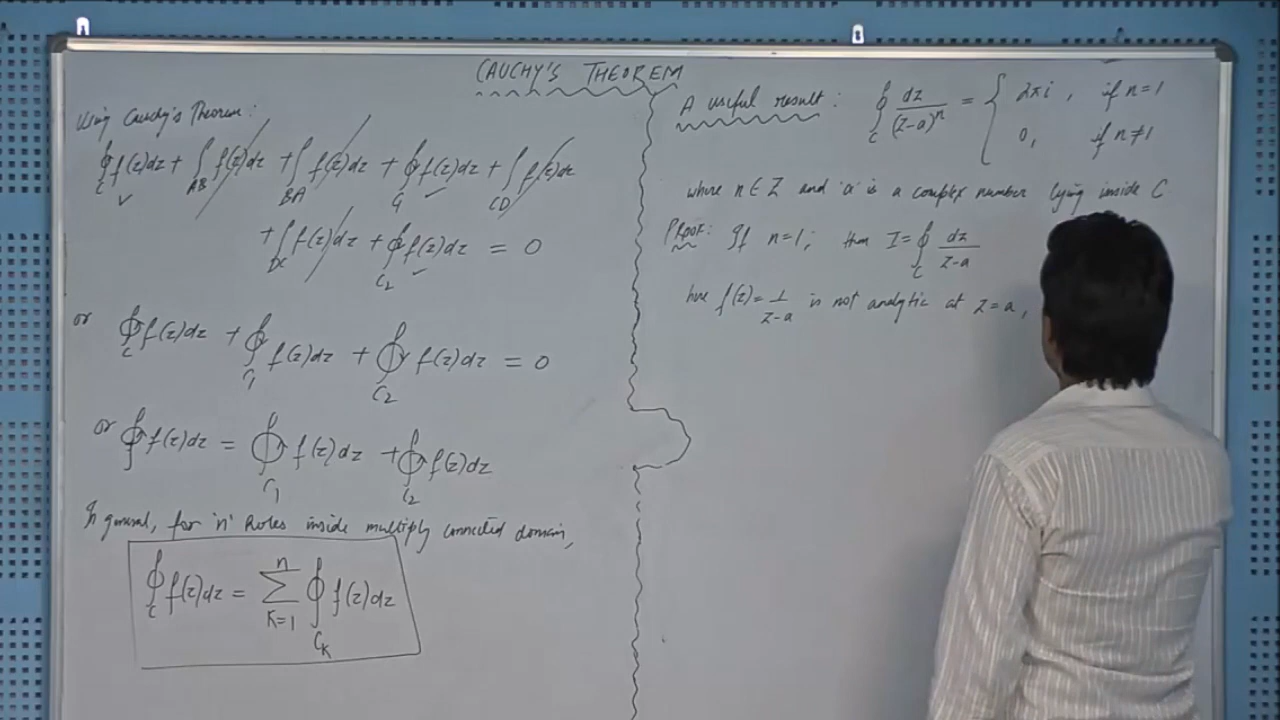 CAUCHY'S THEOREM
Using Cauchy's Theorem:
∮_C f(z)dz + ∫_AB f(z)dz + ∫_BA f(z)dz + ∮_C₁ f(z)dz + ∫_CD f(z)dz
+ ∫_DC f(z)dz + ∮_C₂ f(z)dz = 0
or ∮_C f(z)dz + ∮_C₁ f(z)dz + ∮_C₂ f(z)dz = 0
or ∮_C f(z)dz = ∮_C₁ f(z)dz + ∮_C₂ f(z)dz
In general, for 'n' holes inside multiply connected domain,
∮_C f(z)dz = ∑_{K=1}^{n} ∮_{C_K} f(z)dz
A useful result: ∮_C dz/(z-a)^n = { 2πi, if n=1
0, if n≠1
where n∈Z and 'a' is a complex number lying inside C
PROOF: If n=1; then I = ∮_C dz/(z-a)
here f(z) = 1/(z-a) is not analytic at z=a,